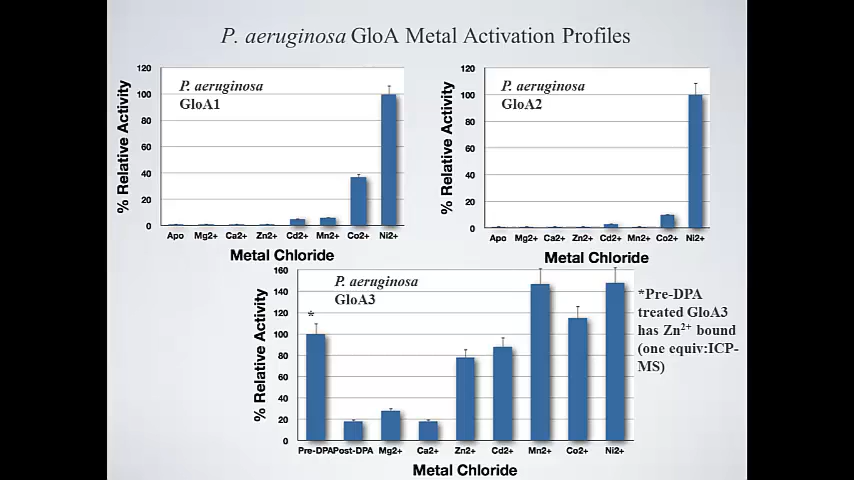 P. aeruginosa GloA Metal Activation Profiles
120
100
80
60
40
20
0
% Relative Activity
P. aeruginosa
GloA1
Apo Mg2+ Ca2+ Zn2+ Cd2+ Mn2+ Co2+ Ni2+
Metal Chloride
120
100
80
60
40
20
0
% Relative Activity
P. aeruginosa
GloA2
Apo Mg2+ Ca2+ Zn2+ Cd2+ Mn2+ Co2+ Ni2+
Metal Chloride
160
140
120
100
80
60
40
20
0
% Relative Activity
P. aeruginosa
GloA3
*
Pre-DPA Post-DPA Mg2+ Ca2+ Zn2+ Cd2+ Mn2+ Co2+ Ni2+
Metal Chloride
*Pre-DPA
treated GloA3
has Zn²⁺ bound
(one equiv:ICP-
MS)